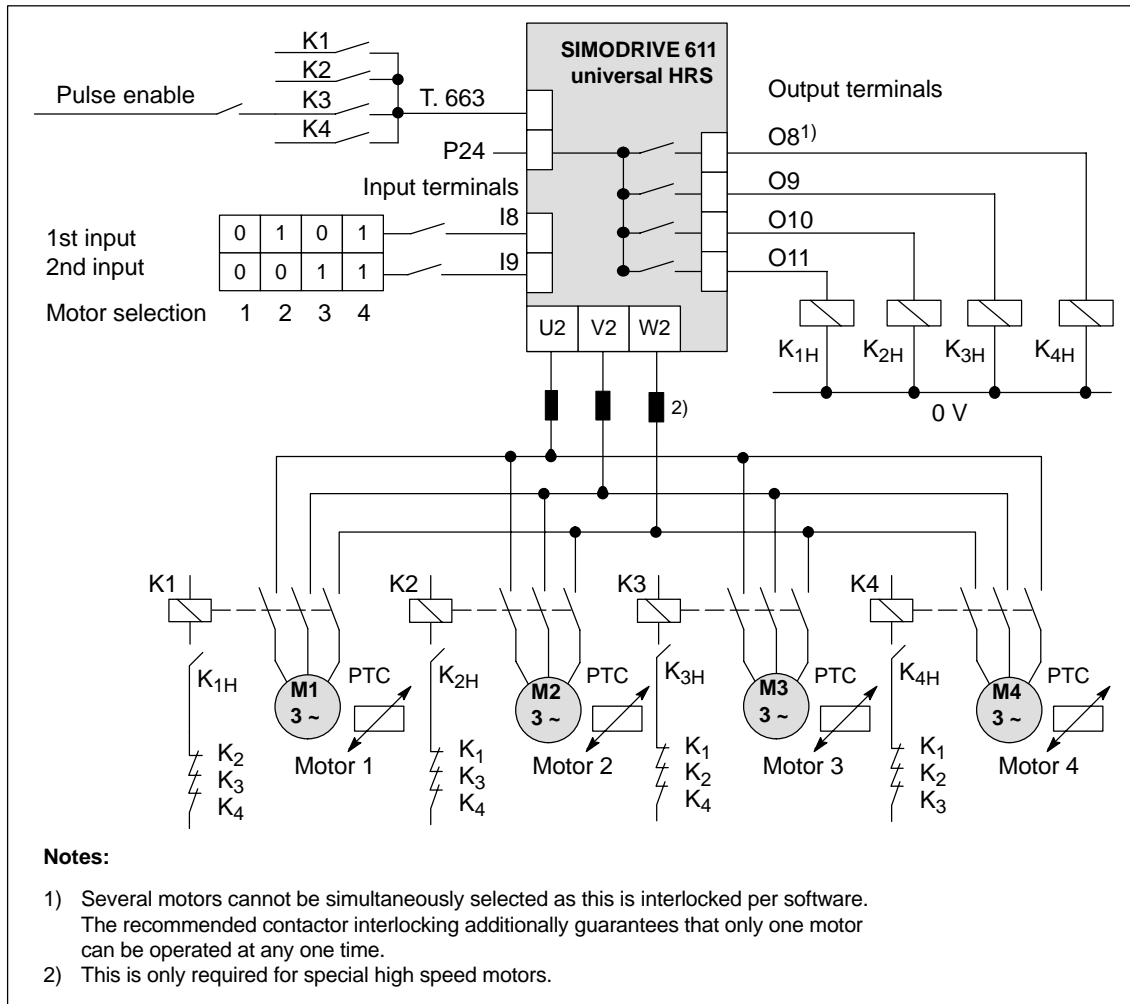 SIMODRIVE 611
universal HRS
K1
K2
K3
K4
Pulse enable
T. 663
P24
Output terminals
O8 1)
O9
O10
O11
Input terminals
I8
I9
1st input 0 1 0 1
2nd input 0 0 1 1
Motor selection 1 2 3 4
U2 V2 W2
2)
K1H K2H K3H K4H
0 V
K1 K2 K3 K4
K1H K2H K3H K4H
M1
3 ~
PTC
M2
3 ~
PTC
M3
3 ~
PTC
M4
3 ~
PTC
K2
K3
K4
Motor 1
K1
K3
K4
Motor 2
K1
K2
K4
Motor 3
K1
K2
K3
Motor 4
Notes:
1) Several motors cannot be simultaneously selected as this is interlocked per software.
The recommended contactor interlocking additionally guarantees that only one motor
can be operated at any one time.
2) This is only required for special high speed motors.